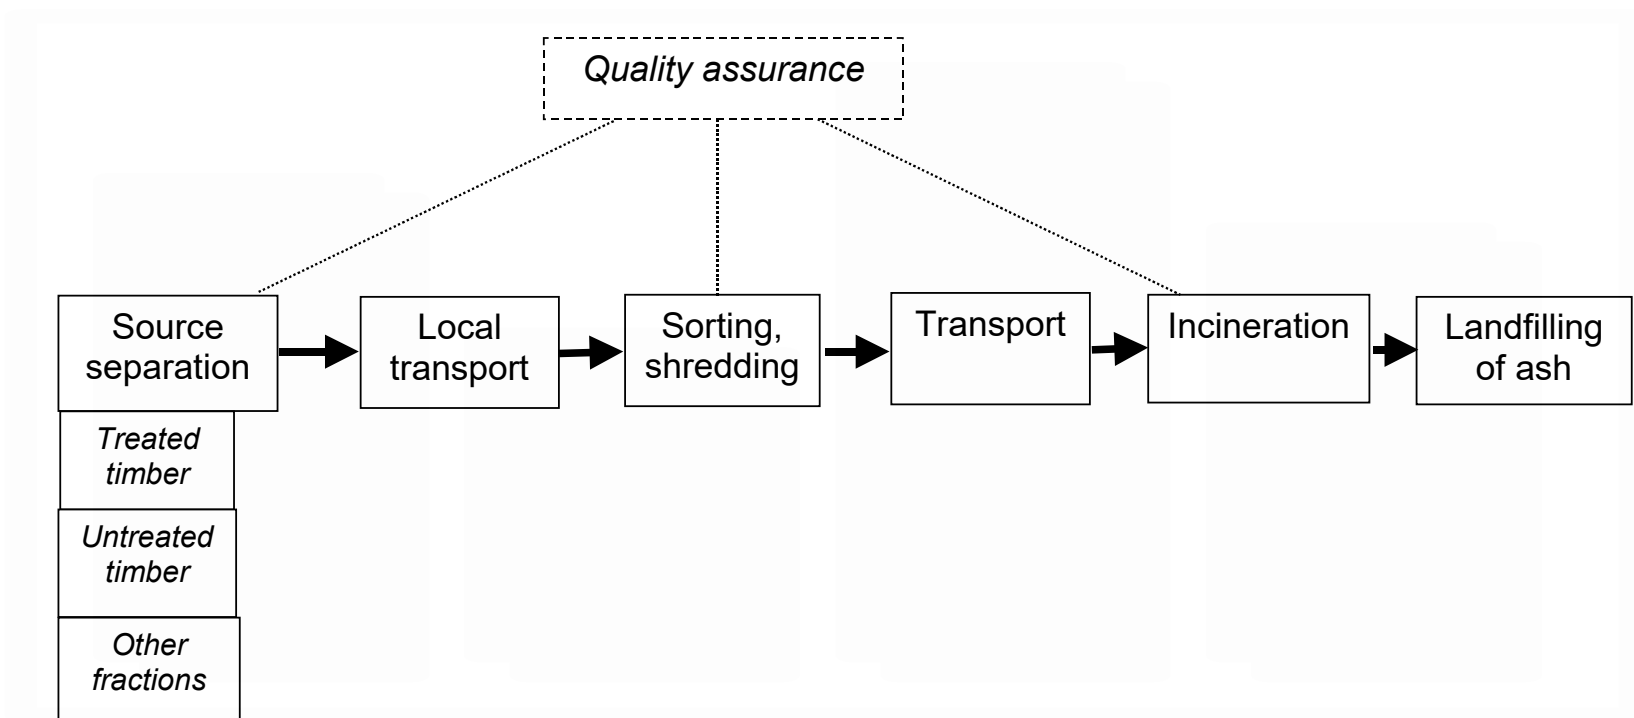 Quality assurance
Source
separation
Local
transport
Sorting,
shredding
Transport
Incineration
Landfilling
of ash
Treated
timber
Untreated
timber
Other
fractions